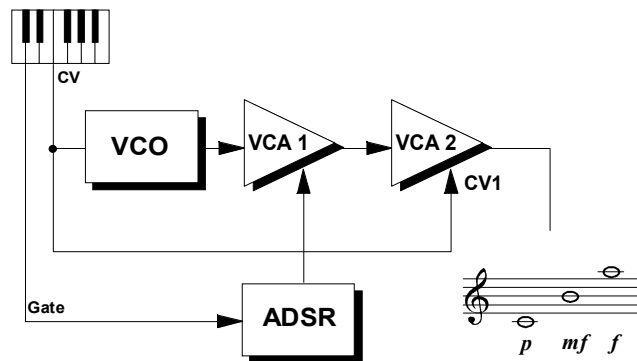 CV
VCO
VCA 1
VCA 2
CV1
Gate
ADSR
p mf f